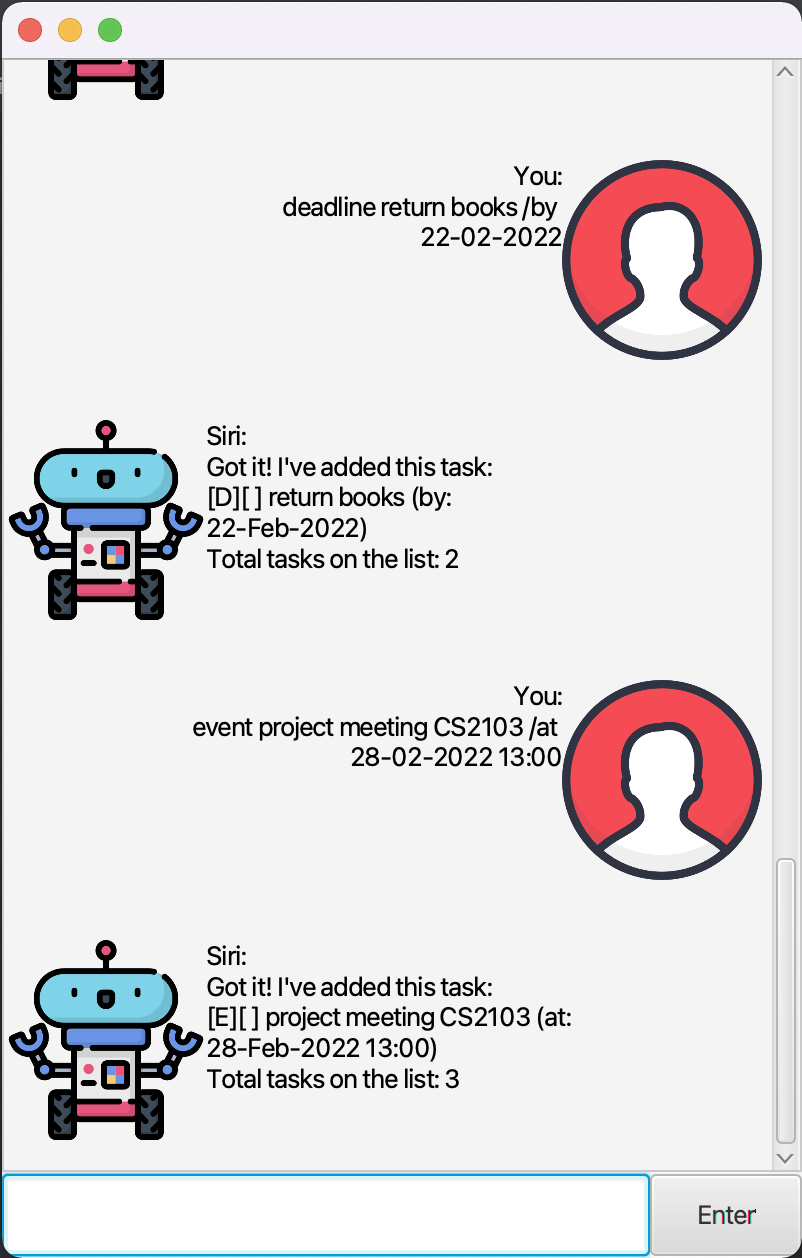 You:
deadline return books /by
22-02-2022
Siri:
Got it! I've added this task:
[D][ ] return books (by:
22-Feb-2022)
Total tasks on the list: 2
You:
event project meeting CS2103 /at
28-02-2022 13:00
Siri:
Got it! I've added this task:
[E][ ] project meeting CS2103 (at:
28-Feb-2022 13:00)
Total tasks on the list: 3
Enter